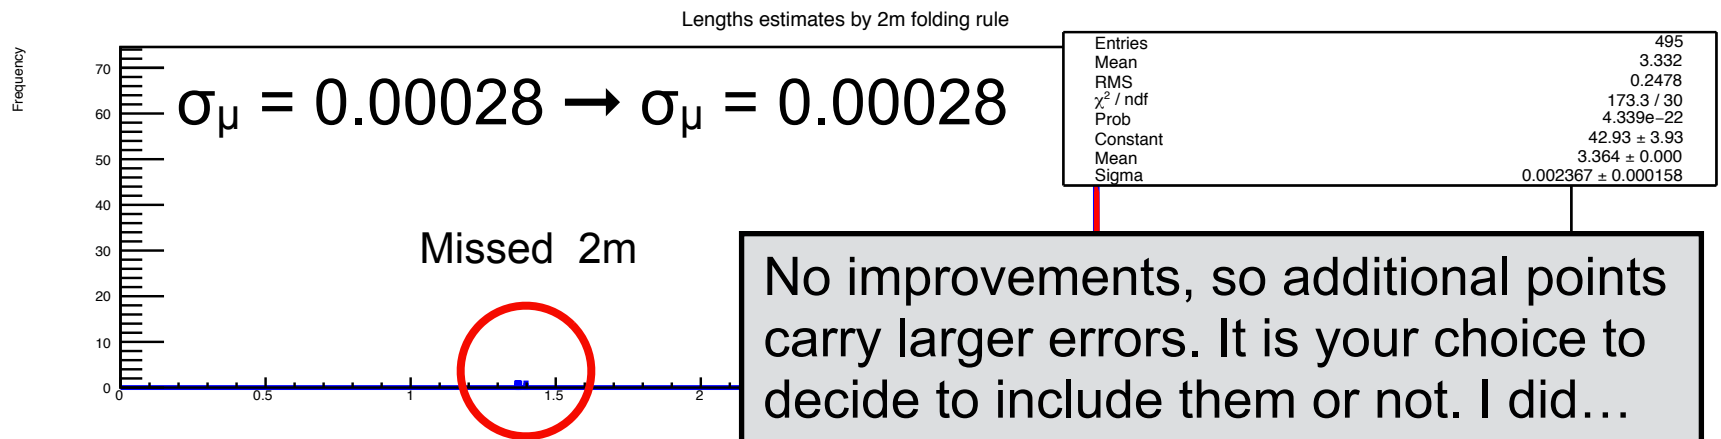 Lengths estimates by 2m folding rule
Frequency
Entries 495
Mean 3.332
RMS 0.2478
χ² / ndf 173.3 / 30
Prob 4.339e−22
Constant 42.93 ± 3.93
Mean 3.364 ± 0.000
Sigma 0.002367 ± 0.000158
σμ = 0.00028 → σμ = 0.00028
70
60
50
40
30
20
10
0
Missed 2m
No improvements, so additional points
carry larger errors. It is your choice to
decide to include them or not. I did…
0 0.5 1 1.5 2